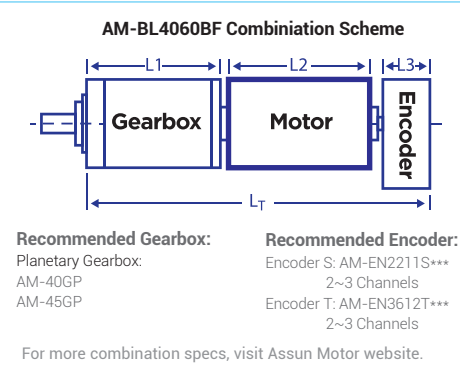 AM-BL4060BF Combiniation Scheme
L1
L2
L3
Gearbox
Motor
Encoder
LT
Recommended Gearbox:
Planetary Gearbox:
AM-40GP
AM-45GP
Recommended Encoder:
Encoder S: AM-EN2211S***
2~3 Channels
Encoder T: AM-EN3612T***
2~3 Channels
For more combination specs, visit Assun Motor website.